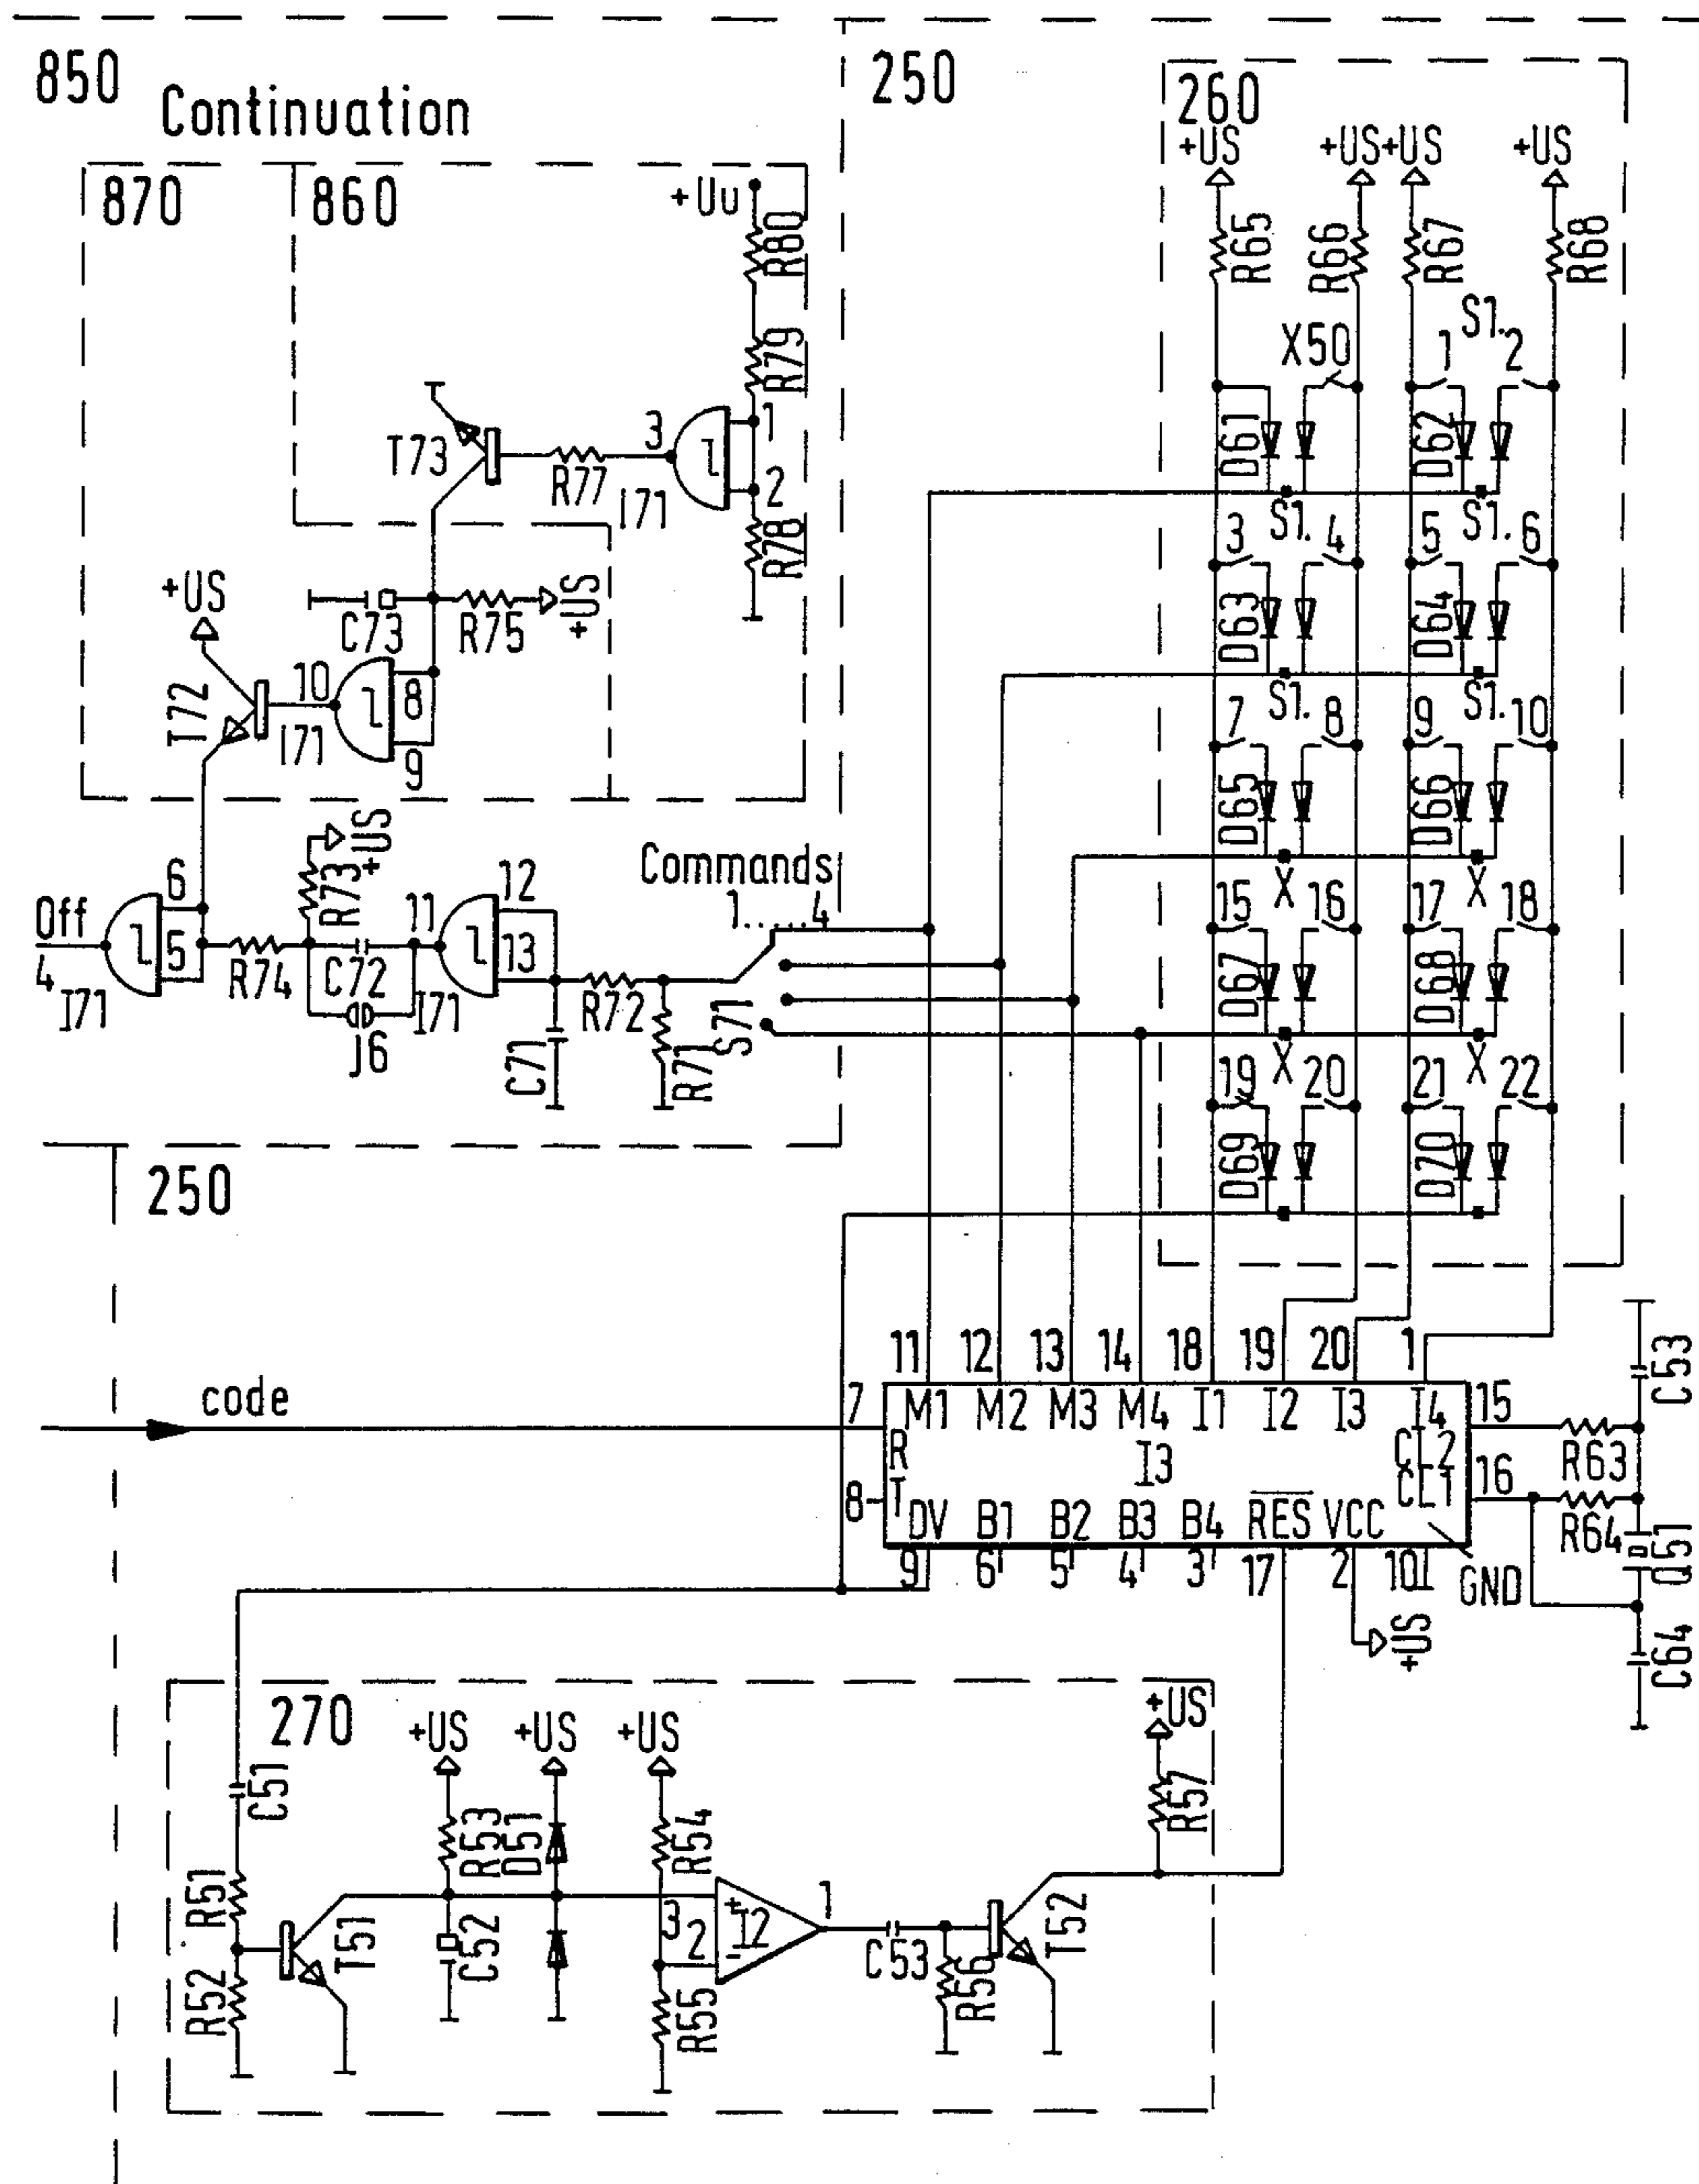 850
Continuation
250
260
870
860
+Uu
+US
+US
+US
+US
R80
R65
R66
R67
R68
R79
X50
S1.
1
2
T73
3
1
R77
I71
2
D61
D62
R78
S1.
S1.
3
4
5
6
+US
C73
R75
+US
D63
D64
10
8
T72
I71
9
S1.
S1.
7
8
9
10
D65
D66
+US
Commands
1.....4
X
X
6
R73
11
12
15
16
17
18
Off
5
13
4
I71
R74
C72
I71
R72
S71
D67
D68
J6
C71
R71
X
X
19
20
21
22
D69
D70
250
11
12
13
14
18
19
20
1
C53
code
7
M1
M2
M3
M4
I1
I2
I3
I4
15
R
I3
CL2
R63
8
T
CL1
16
DV
B1
B2
B3
B4
RES
VCC
R64
Q51
9
6
5
4
3
17
2
10
GND
+US
C64
270
+US
+US
+US
+US
C51
R53
D51
R54
R57
R51
3
+
I2
1
T51
C52
2
-
T52
R52
R55
C53
R56